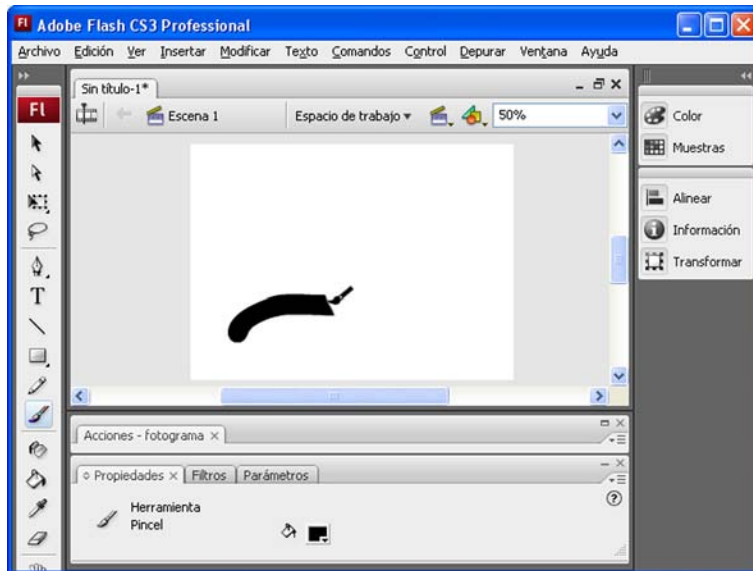 Adobe Flash CS3 Professional
Archivo Edición Ver Insertar Modificar Texto Comandos Control Depurar Ventana Ayuda
Sin título-1*
Escena 1 Espacio de trabajo 50%
Fl
Color
Muestras
Alinear
Información
Transformar
T
Acciones - fotograma
Propiedades Filtros Parámetros
Herramienta
Pincel